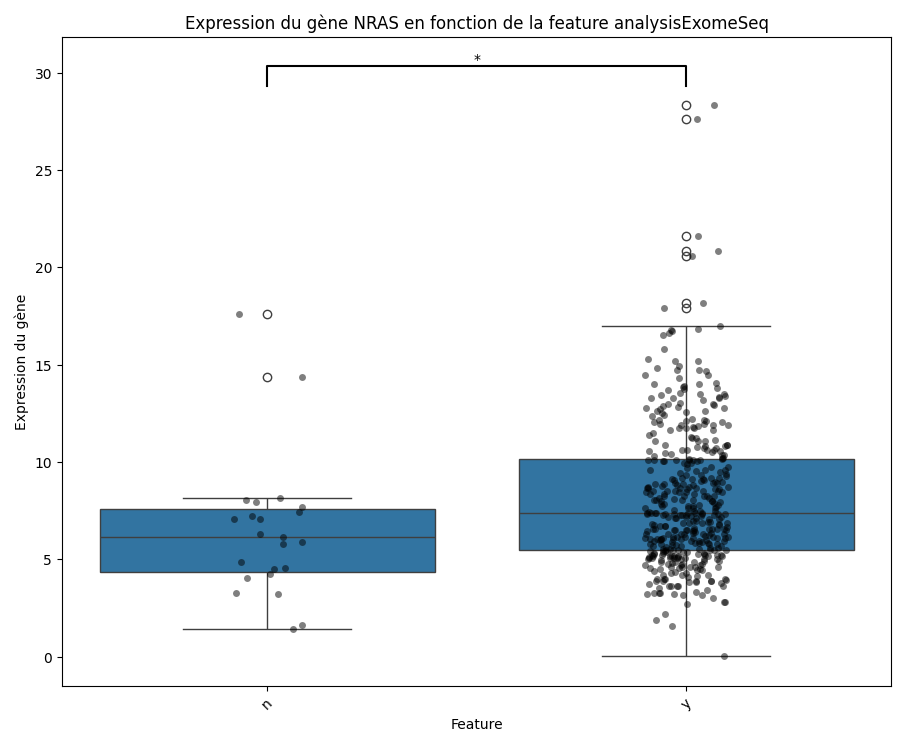 Expression du gène NRAS en fonction de la feature analysisExomeSeq
*
30
25
20
15
10
5
0
Expression du gène
n
y
Feature